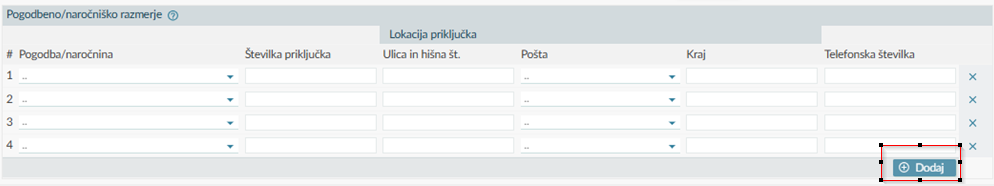 Pogodbeno/naročniško razmerje ?
Lokacija priključka
# Pogodba/naročnina Številka priključka Ulica in hišna št. Pošta Kraj Telefonska številka
1 .. ..
2 .. ..
3 .. ..
4 .. ..
Dodaj